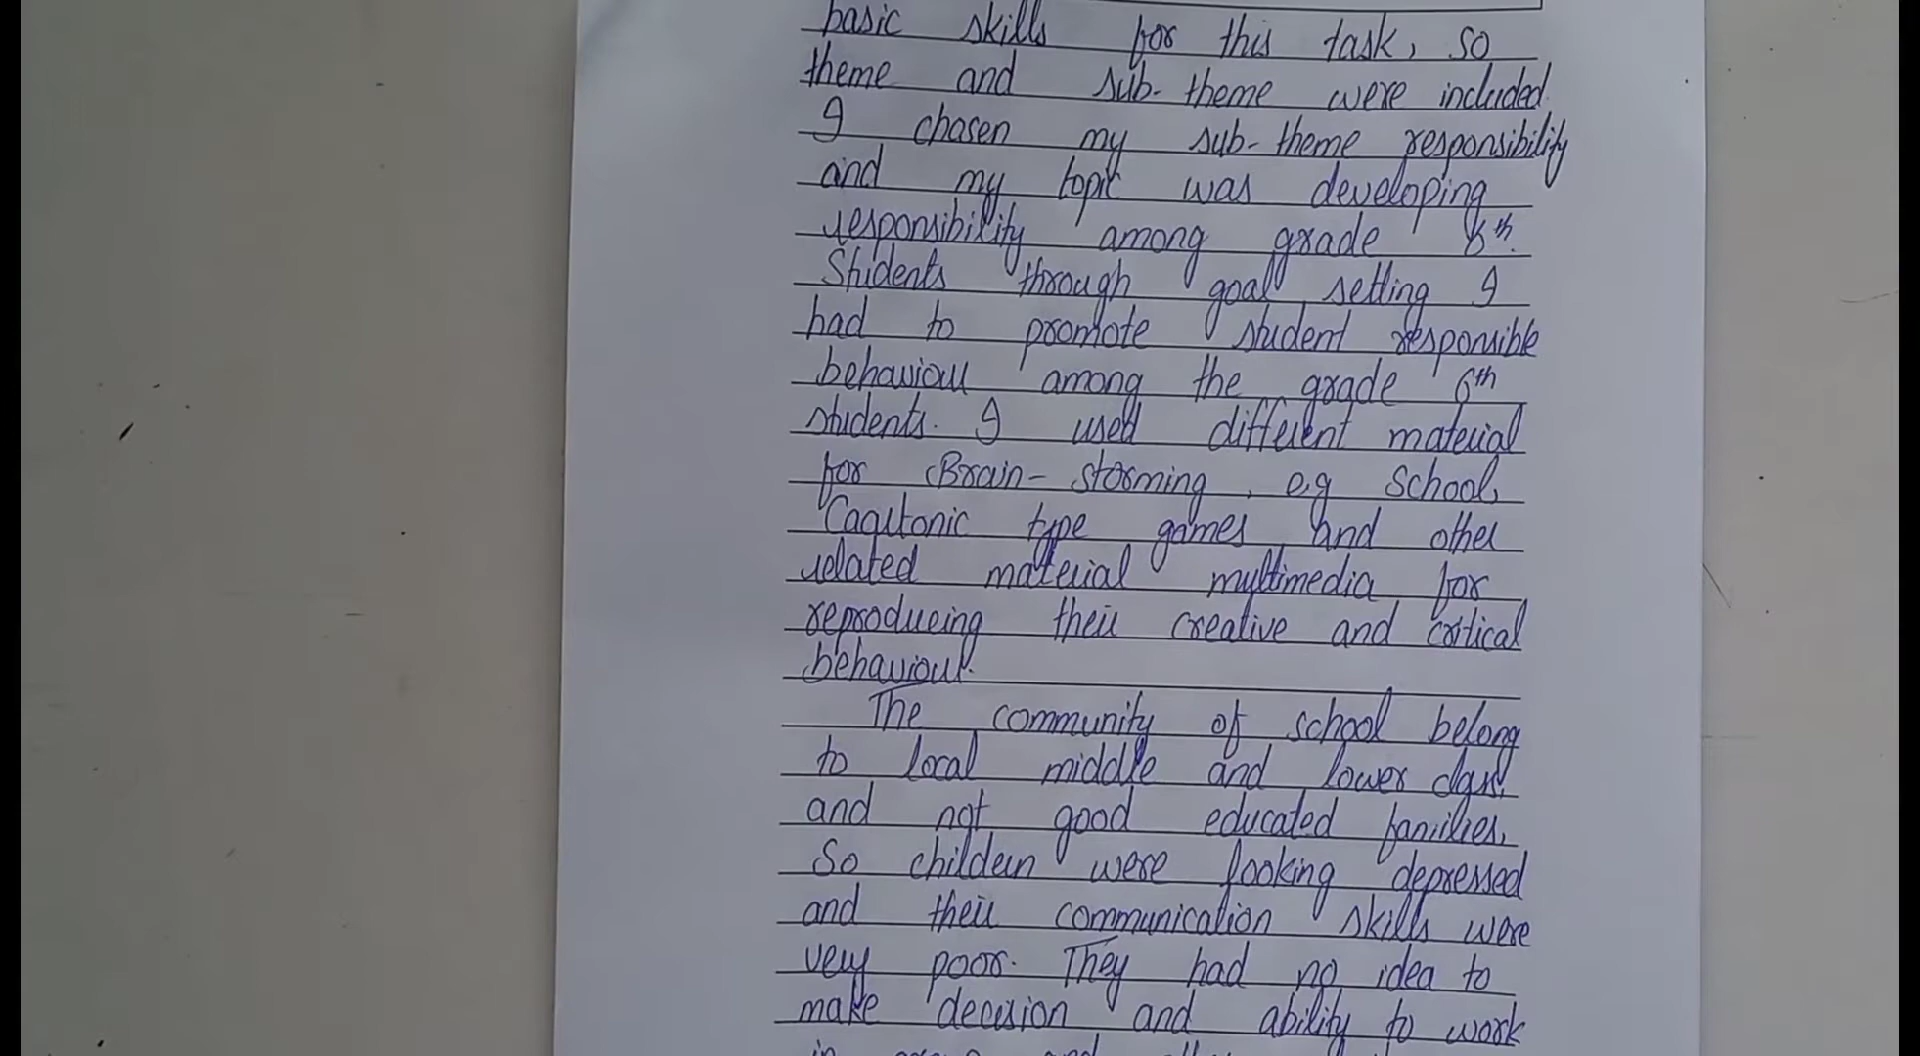 basic skills for this task, so
theme and sub-theme were included.
I chosen my sub-theme responsibility
and my topic was developing
responsibility among grade 6th.
Students through goal setting I
had to promote student responsible
behaviour among the grade 6th
students. I used different material
for Brain-storming, e.g School,
type games and other
related material multimedia for
reproducing their creative and critical
behaviour.
The community of school belong
to local middle and lower class,
and not good educated families,
So children were looking depressed
and their communication skills were
very poor. They had no idea to
make decision and ability to work
in and